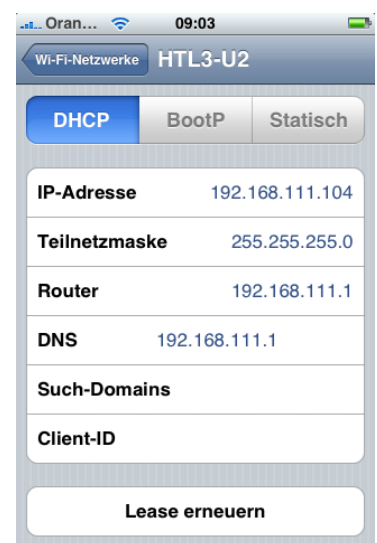 Oran... 09:03
Wi-Fi-Netzwerke HTL3-U2
DHCP BootP Statisch
IP-Adresse 192.168.111.104
Teilnetzmaske 255.255.255.0
Router 192.168.111.1
DNS 192.168.111.1
Such-Domains
Client-ID
Lease erneuern